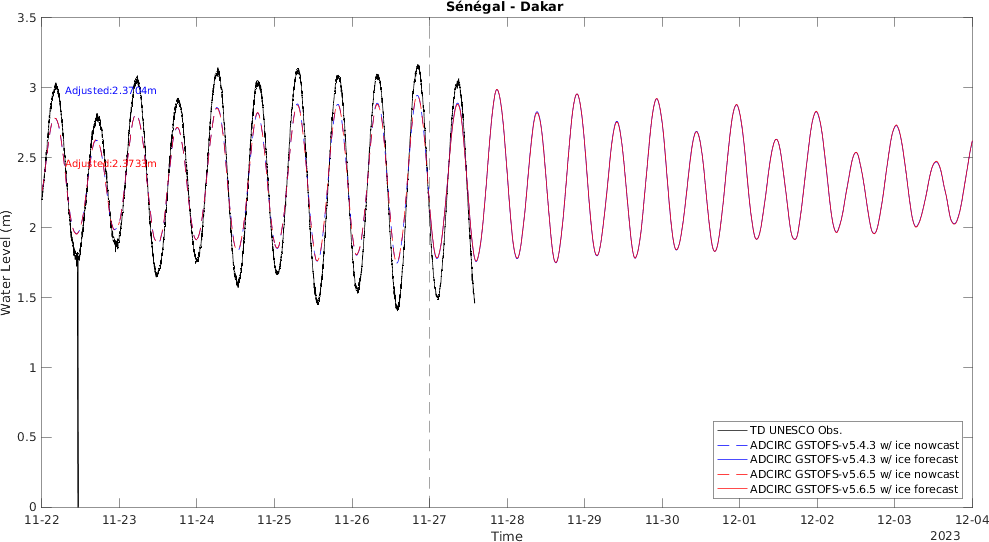 Sénégal - Dakar
3.5
3
2.5
2
1.5
1
0.5
0
Water Level (m)
Adjusted:2.3704m
Adjusted:2.3733m
TD UNESCO Obs.
ADCIRC GSTOFS-v5.4.3 w/ ice nowcast
ADCIRC GSTOFS-v5.4.3 w/ ice forecast
ADCIRC GSTOFS-v5.6.5 w/ ice nowcast
ADCIRC GSTOFS-v5.6.5 w/ ice forecast
11-22 11-23 11-24 11-25 11-26 11-27 11-28 11-29 11-30 12-01 12-02 12-03 12-04
Time
2023